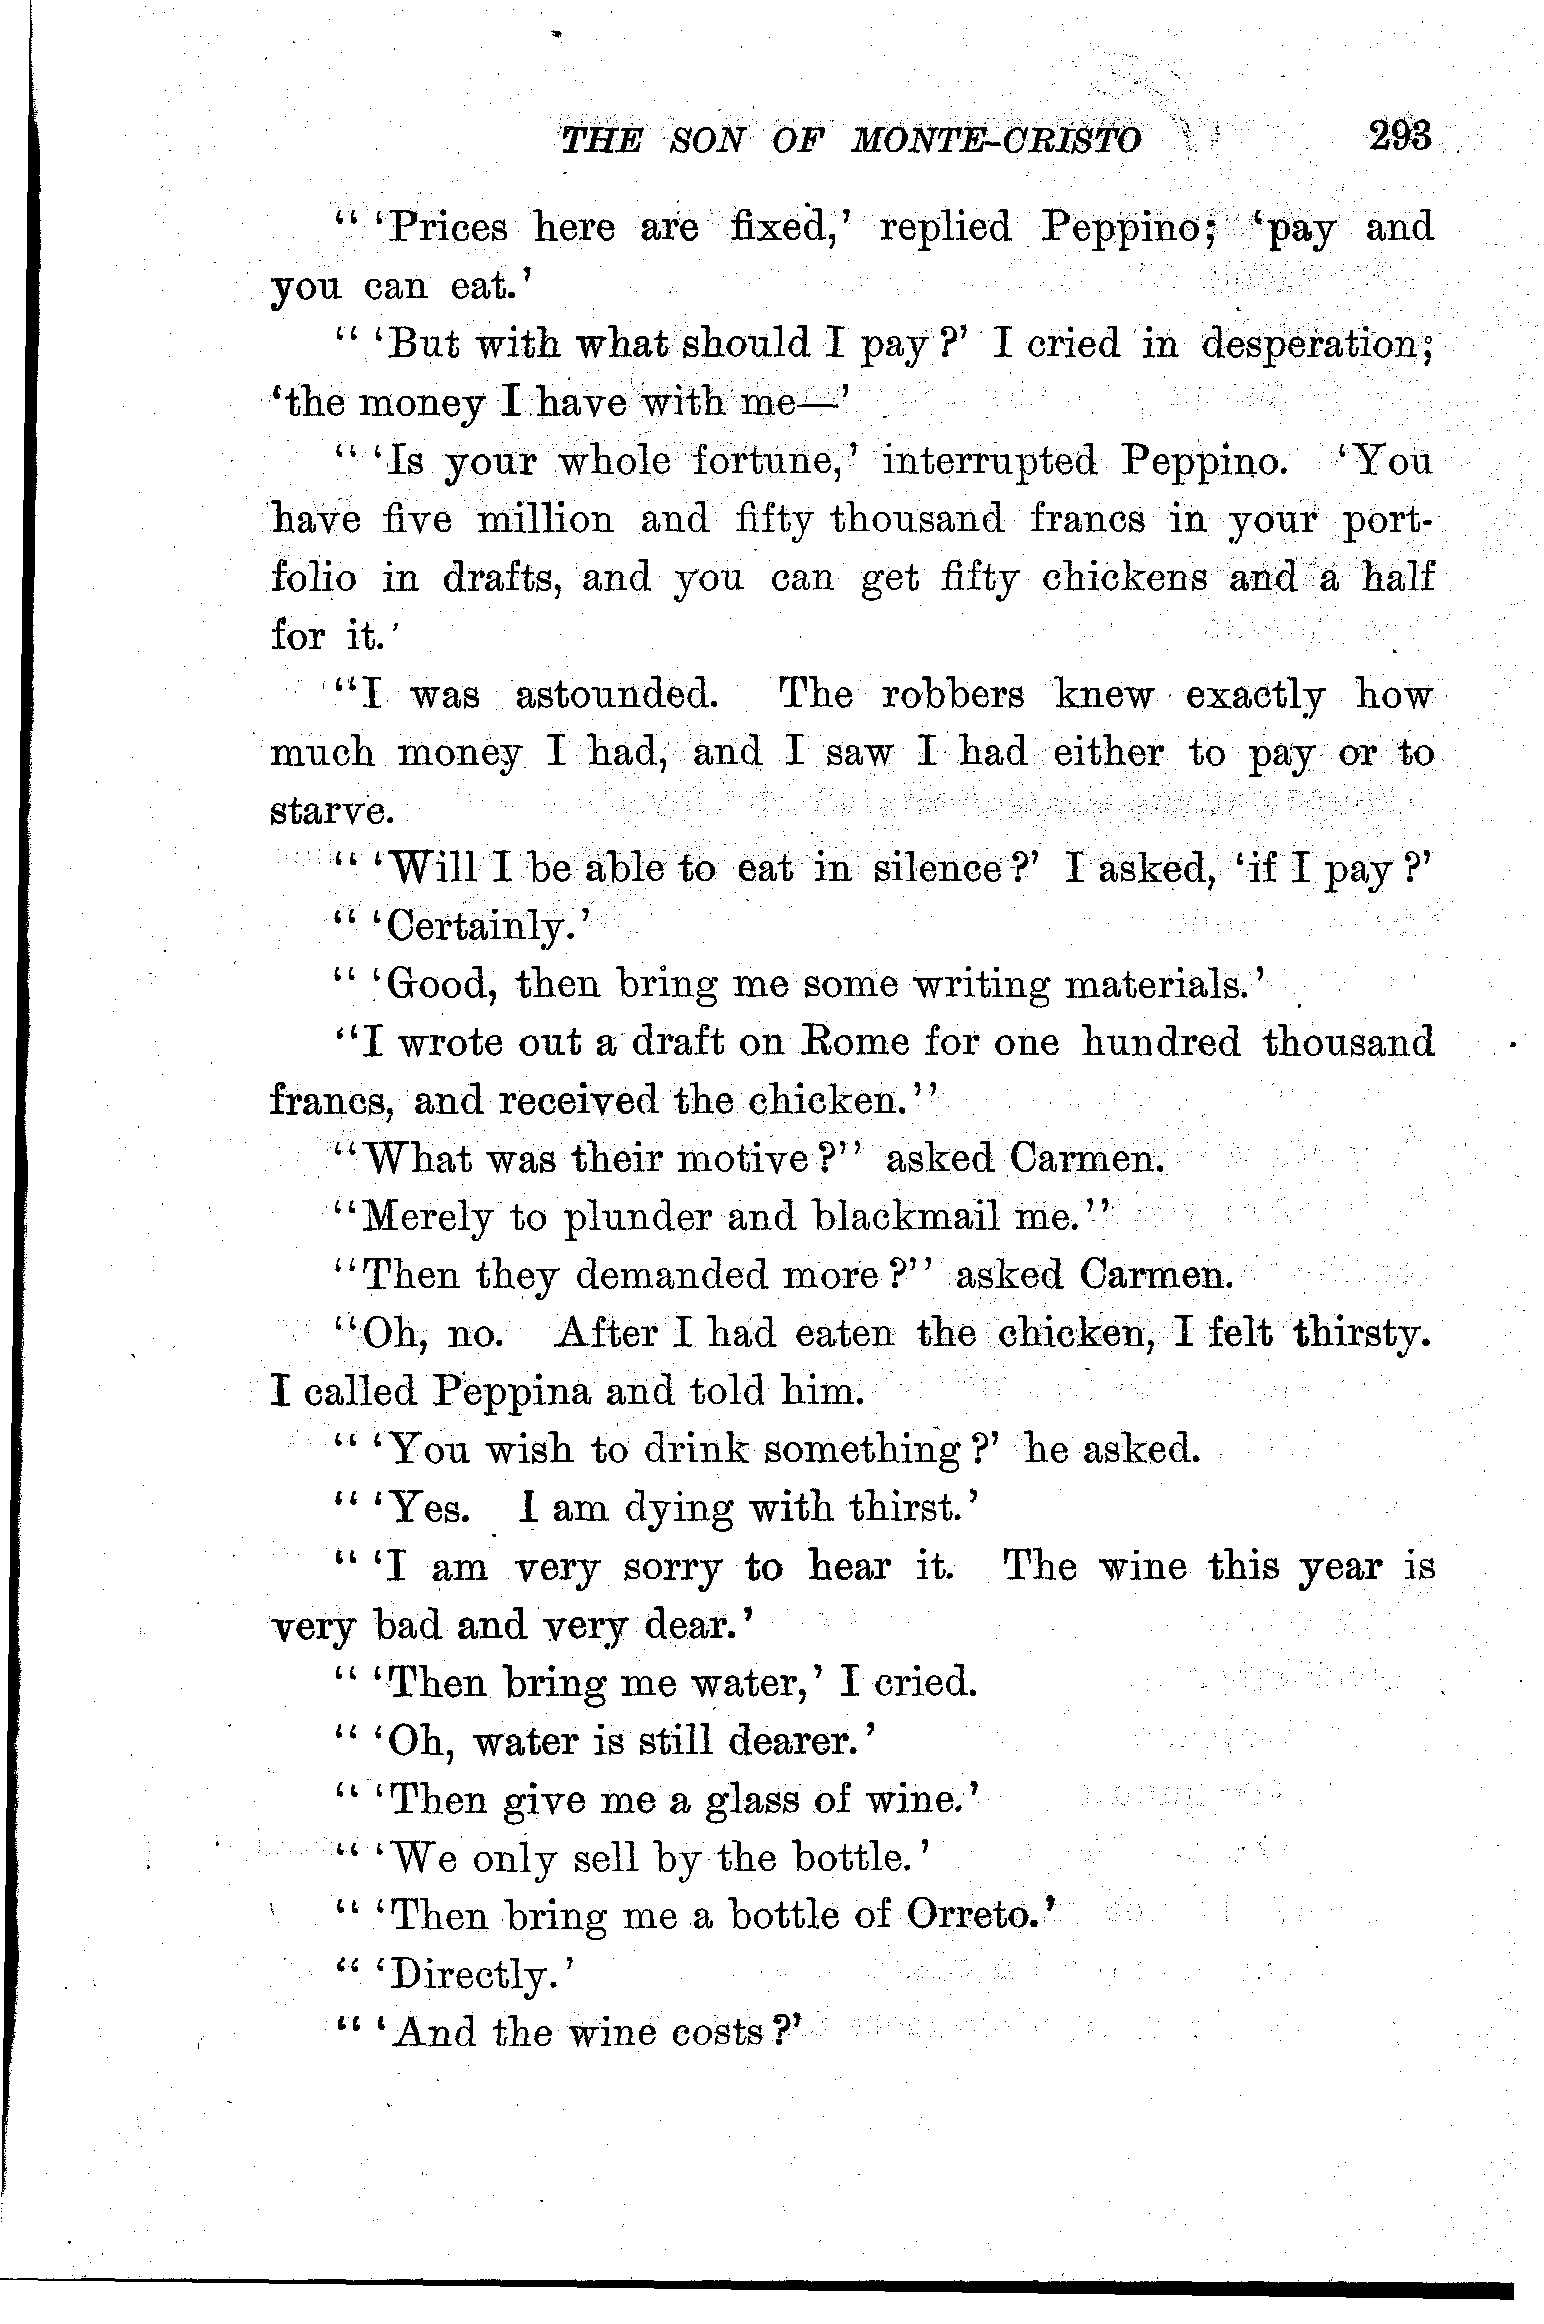 THE SON OF MONTE-CRISTO 293
" 'Prices here are fixed,' replied Peppino; 'pay and
you can eat.'
" 'But with what should I pay?' I cried in desperation;
'the money I have with me—'
" 'Is your whole fortune,' interrupted Peppino. 'You
have five million and fifty thousand francs in your port-
folio in drafts, and you can get fifty chickens and a half
for it.'
"I was astounded. The robbers knew exactly how
much money I had, and I saw I had either to pay or to
starve.
" 'Will I be able to eat in silence?' I asked, 'if I pay?'
" 'Certainly.'
" 'Good, then bring me some writing materials.'
"I wrote out a draft on Rome for one hundred thousand
francs, and received the chicken."
"What was their motive?" asked Carmen.
"Merely to plunder and blackmail me."
"Then they demanded more?" asked Carmen.
"Oh, no. After I had eaten the chicken, I felt thirsty.
I called Peppina and told him.
" 'You wish to drink something?' he asked.
" 'Yes. I am dying with thirst.'
" 'I am very sorry to hear it. The wine this year is
very bad and very dear.'
" 'Then bring me water,' I cried.
" 'Oh, water is still dearer.'
" 'Then give me a glass of wine.'
" 'We only sell by the bottle.'
" 'Then bring me a bottle of Orreto.'
" 'Directly.'
" 'And the wine costs?'